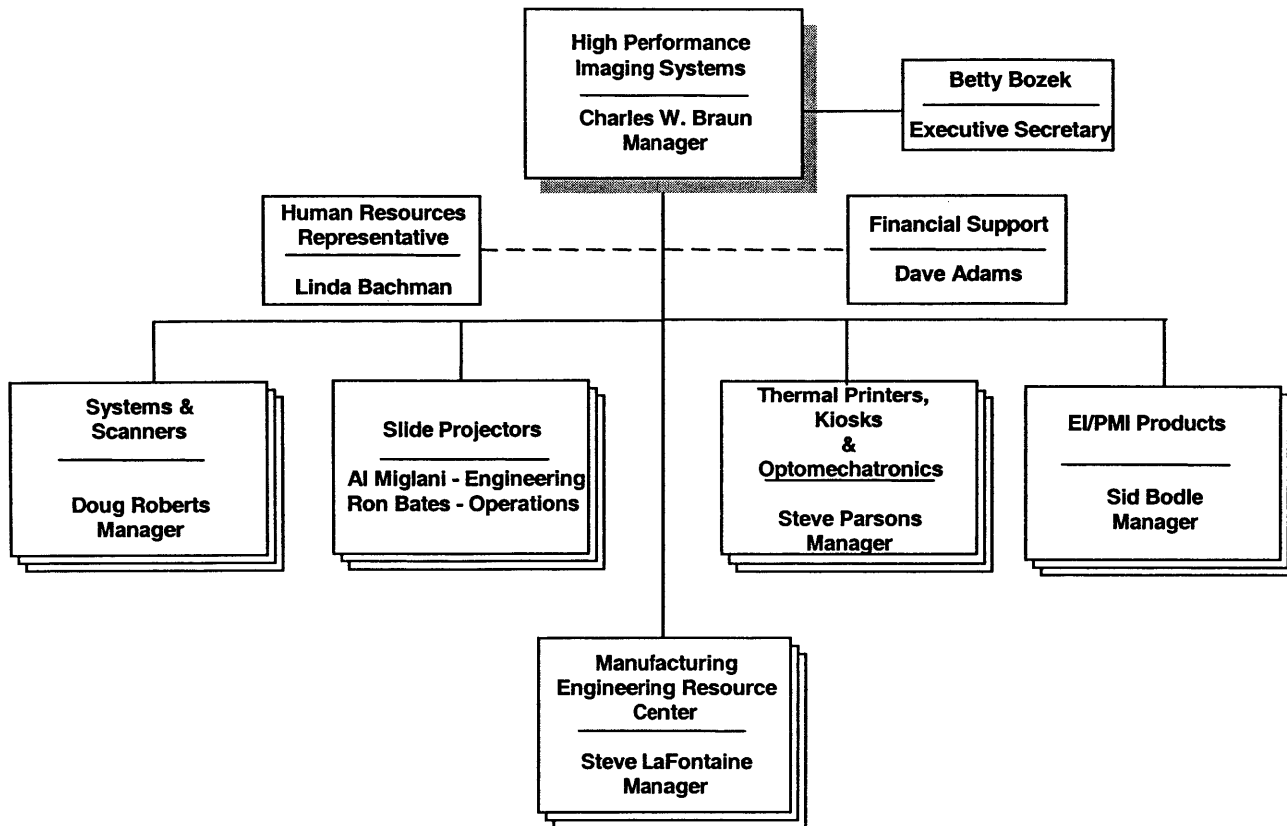 High Performance
Imaging Systems
Charles W. Braun
Manager
Betty Bozek
Executive Secretary
Human Resources
Representative
Linda Bachman
Financial Support
Dave Adams
Systems &
Scanners
Doug Roberts
Manager
Slide Projectors
Al Miglani - Engineering
Ron Bates - Operations
Thermal Printers,
Kiosks
&
Optomechatronics
Steve Parsons
Manager
EI/PMI Products
Sid Bodle
Manager
Manufacturing
Engineering Resource
Center
Steve LaFontaine
Manager